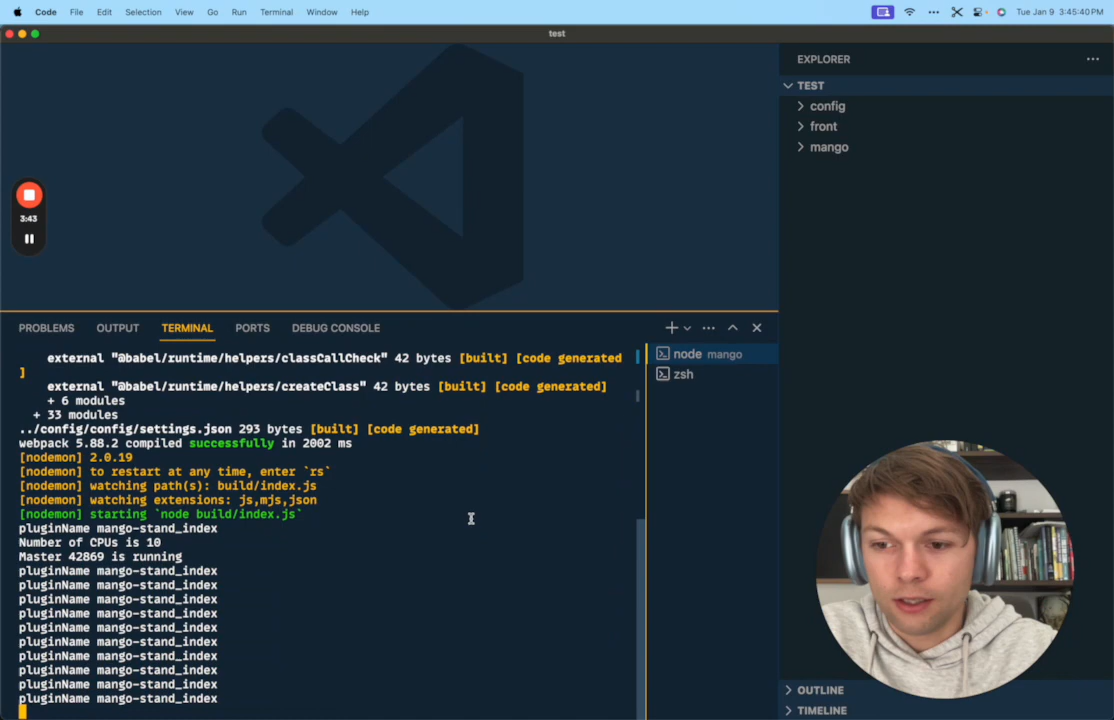 Code File Edit Selection View Go Run Terminal Window Help
Tue Jan 9 3:45:40 PM
test
EXPLORER
TEST
config
front
mango
3:43
PROBLEMS OUTPUT TERMINAL PORTS DEBUG CONSOLE
external "@babel/runtime/helpers/classCallCheck" 42 bytes [built] [code generated
]
external "@babel/runtime/helpers/createClass" 42 bytes [built] [code generated]
+ 6 modules
+ 33 modules
../config/config/settings.json 293 bytes [built] [code generated]
webpack 5.88.2 compiled successfully in 2002 ms
[nodemon] 2.0.19
[nodemon] to restart at any time, enter `rs`
[nodemon] watching path(s): build/index.js
[nodemon] watching extensions: js,mjs,json
[nodemon] starting `node build/index.js`
pluginName mango-stand_index
Number of CPUs is 10
Master 42869 is running
pluginName mango-stand_index
pluginName mango-stand_index
pluginName mango-stand_index
pluginName mango-stand_index
pluginName mango-stand_index
pluginName mango-stand_index
pluginName mango-stand_index
pluginName mango-stand_index
pluginName mango-stand_index
pluginName mango-stand_index
node mango
zsh
OUTLINE
TIMELINE